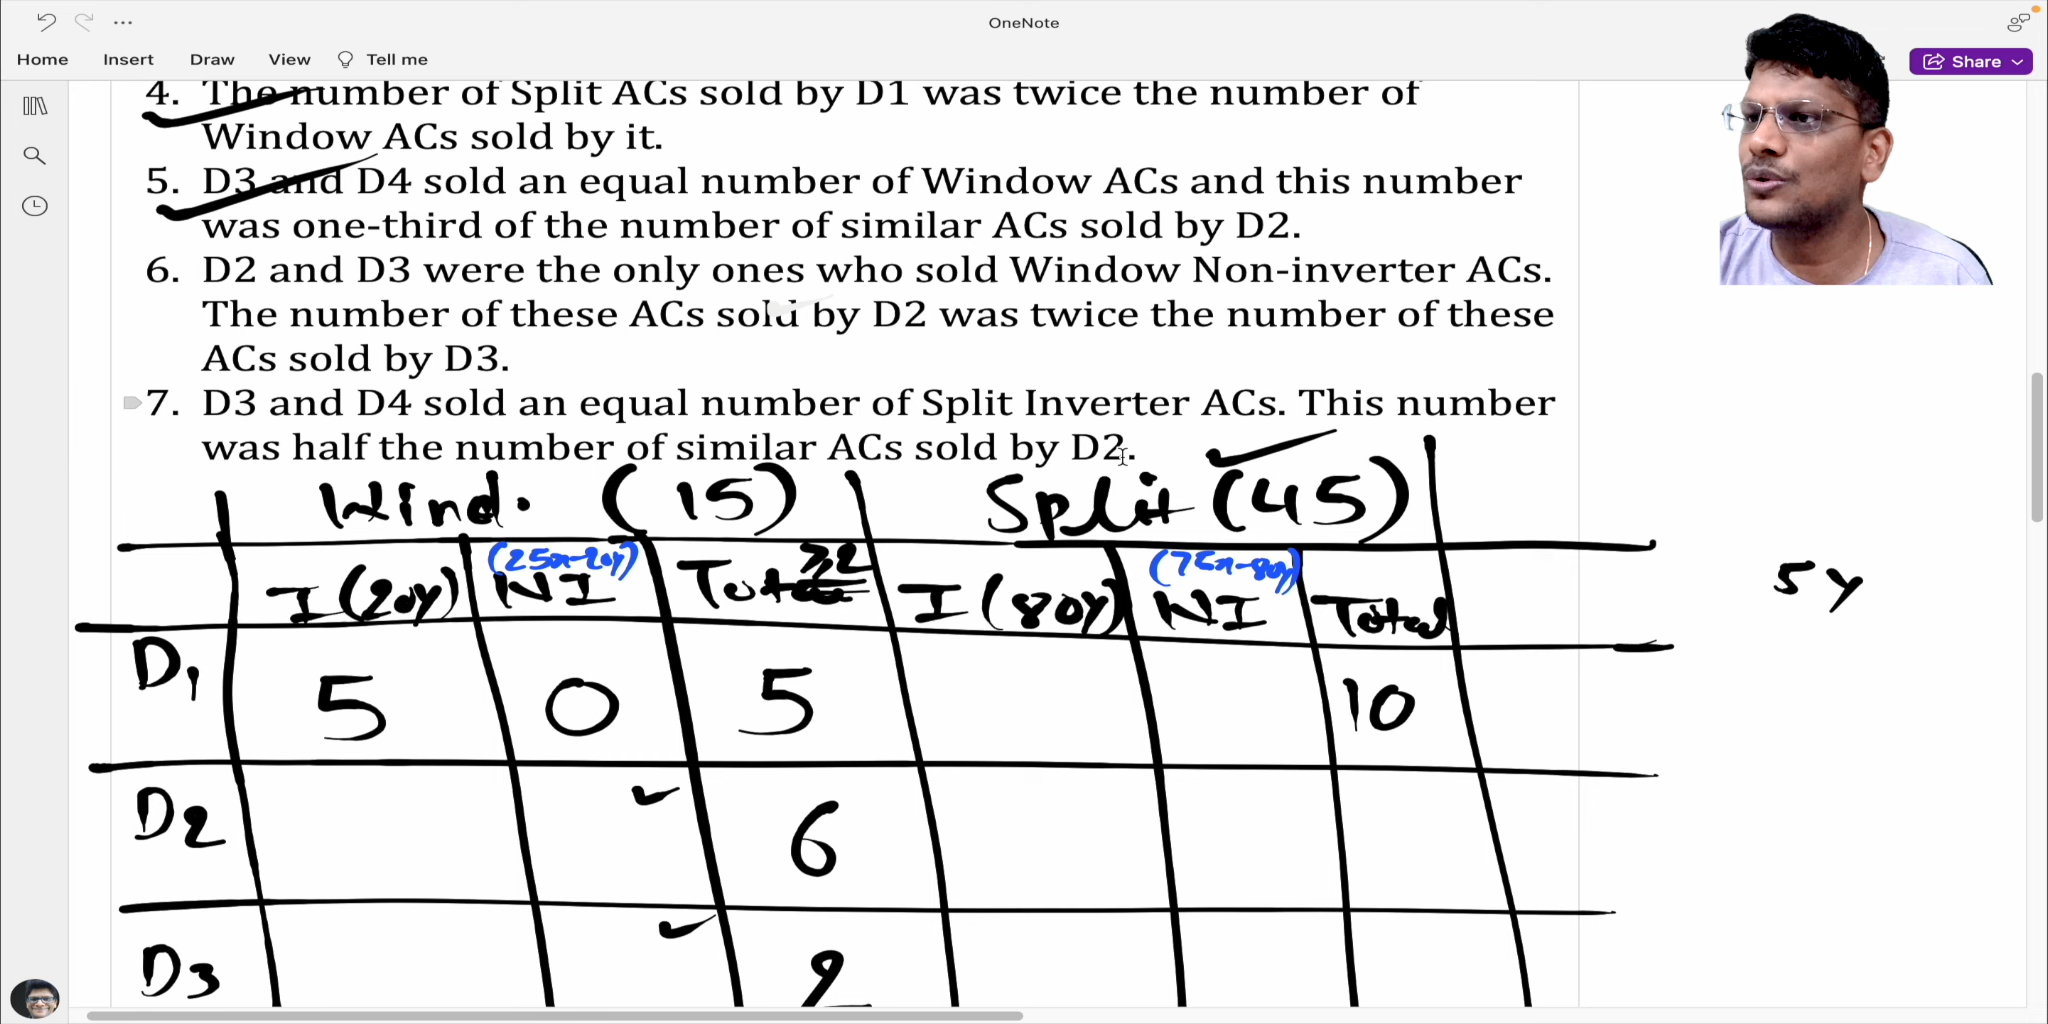 OneNote
Home Insert Draw View Tell me Share
4. The number of Split ACs sold by D1 was twice the number of
Window ACs sold by it.
5. D3 and D4 sold an equal number of Window ACs and this number
was one-third of the number of similar ACs sold by D2.
6. D2 and D3 were the only ones who sold Window Non-inverter ACs.
The number of these ACs sold by D2 was twice the number of these
ACs sold by D3.
7. D3 and D4 sold an equal number of Split Inverter ACs. This number
was half the number of similar ACs sold by D2.
Wind. (15) Split (45)
(25x-20y) ≥2 (75x-80y)
I (20y) NI Total I (80y) NI Total
5y
D1 5 0 5 10
D2 6
D3 2